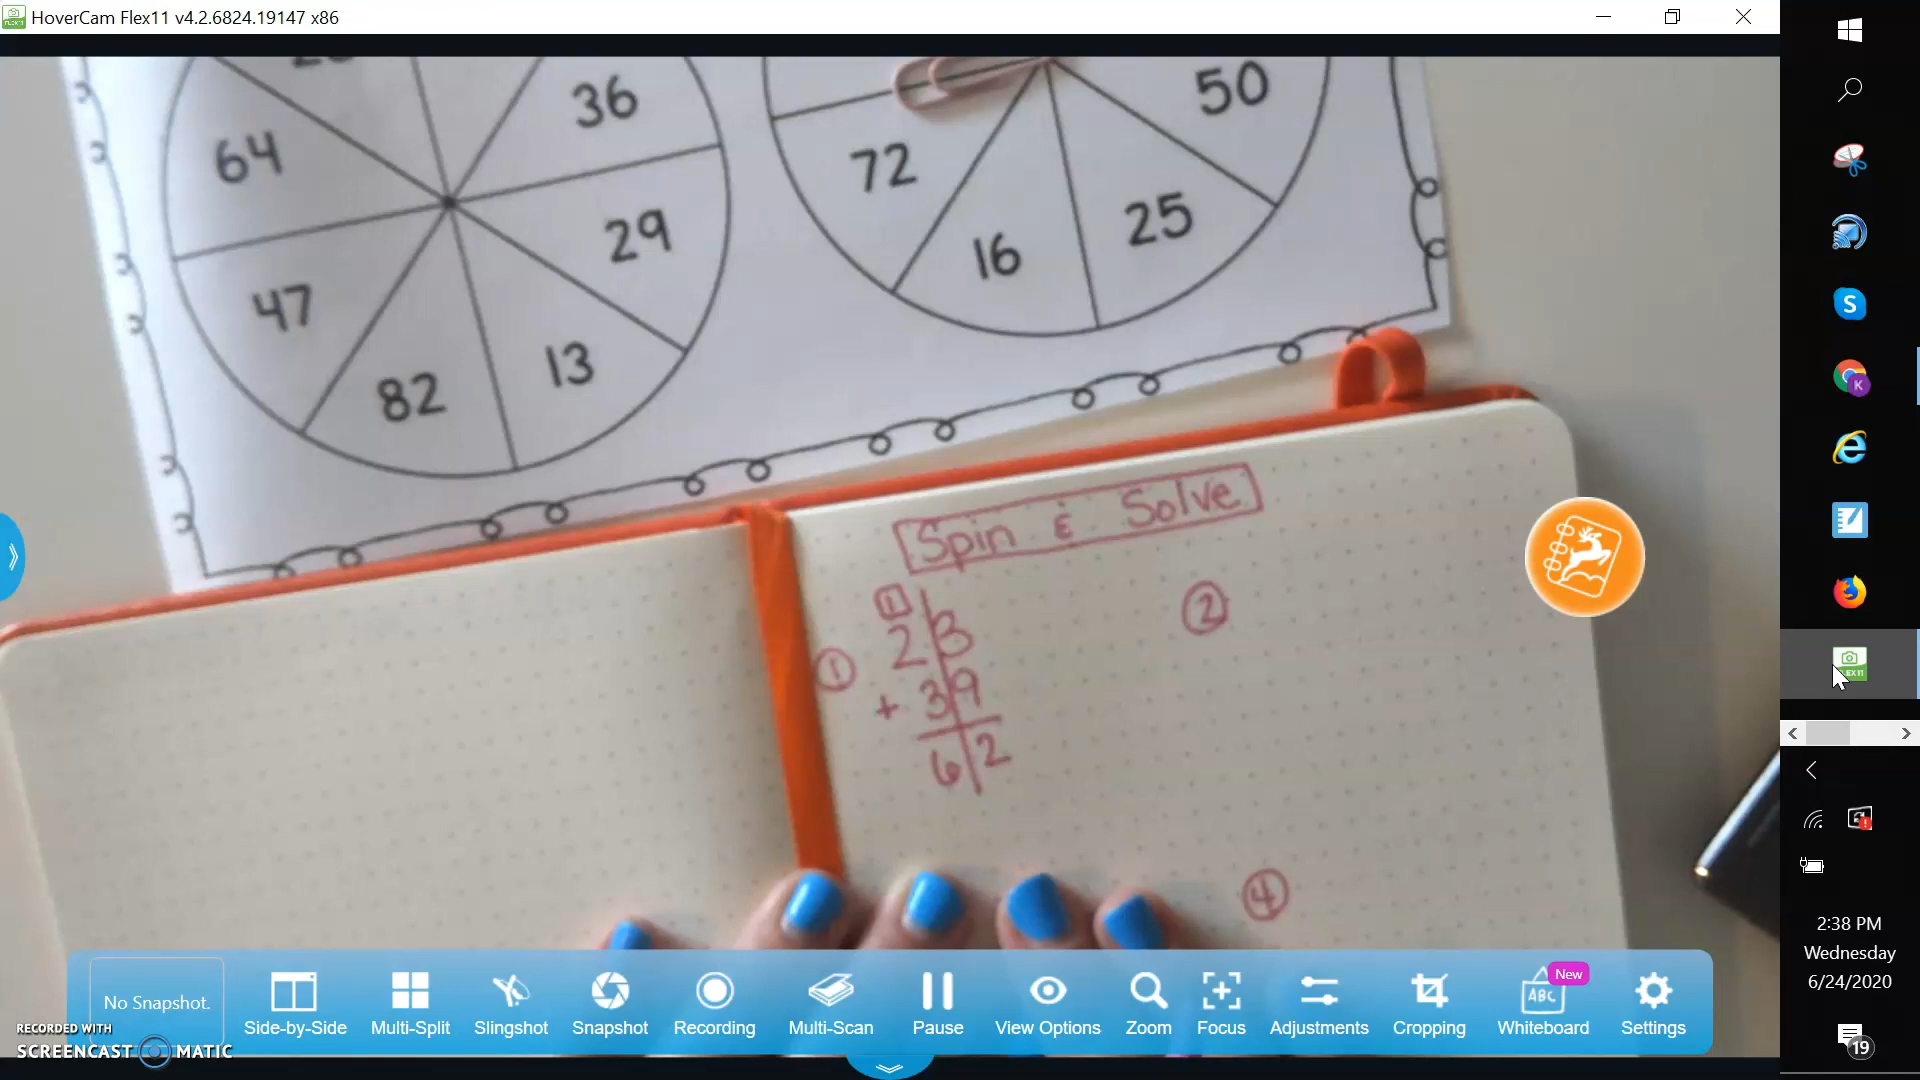 HoverCam Flex11 v4.2.6824.19147 x86
36
64
29
47
82
13
50
72
16
25
Spin & Solve
1
23
①
+ 39
62
②
④
No Snapshot.
Side-by-Side
Multi-Split
Slingshot
Snapshot
Recording
Multi-Scan
Pause
View Options
Zoom
Focus
Adjustments
Cropping
ABC
New
Whiteboard
Settings
RECORDED WITH
SCREENCAST MATIC
S
K
FLEX11
2:38 PM
Wednesday
6/24/2020
19